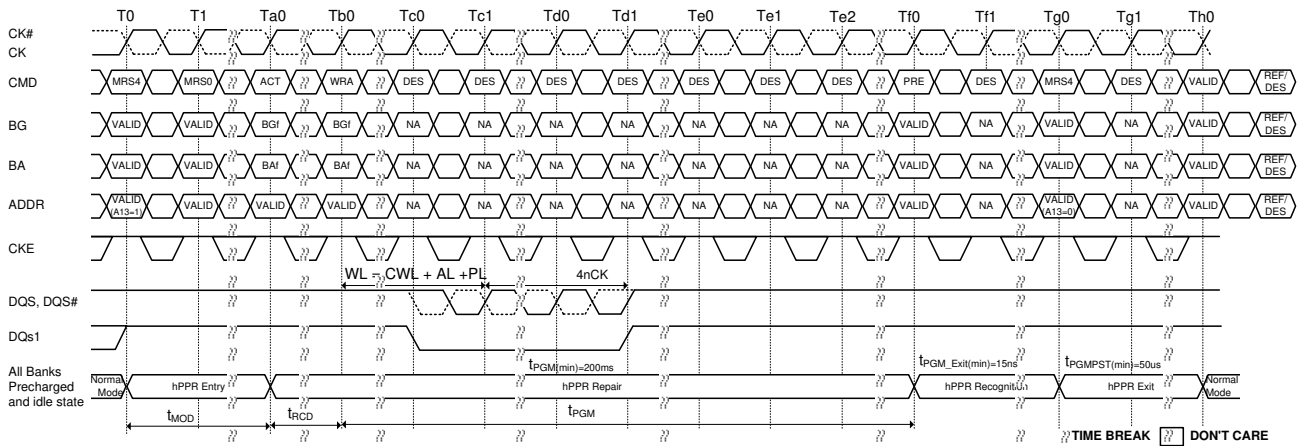 T0 T1 Ta0 Tb0 Tc0 Tc1 Td0 Td1 Te0 Te1 Te2 Tf0 Tf1 Tg0 Tg1 Th0
CK#
CK
CMD MRS4 MRS0 ACT WRA DES DES DES DES DES DES DES PRE DES MRS4 DES VALID REF/DES
BG VALID VALID BGf BGf NA NA NA NA NA NA NA VALID NA VALID NA VALID REF/DES
BA VALID VALID BAf BAf NA NA NA NA NA NA NA VALID NA VALID NA VALID REF/DES
ADDR VALID (A13=1) VALID VALID VALID NA NA NA NA NA NA NA VALID NA VALID (A13=0) NA VALID REF/DES
CKE
WL = CWL + AL +PL 4nCK
DQS, DQS#
DQs1
tPGM(min)=200ms tPGM_Exit(min)=15ns tPGMPST(min)=50us
All Banks
Precharged
and idle state
Normal Mode hPPR Entry hPPR Repair hPPR Recognition hPPR Exit Normal Mode
tMOD tRCD tPGM
TIME BREAK DON'T CARE